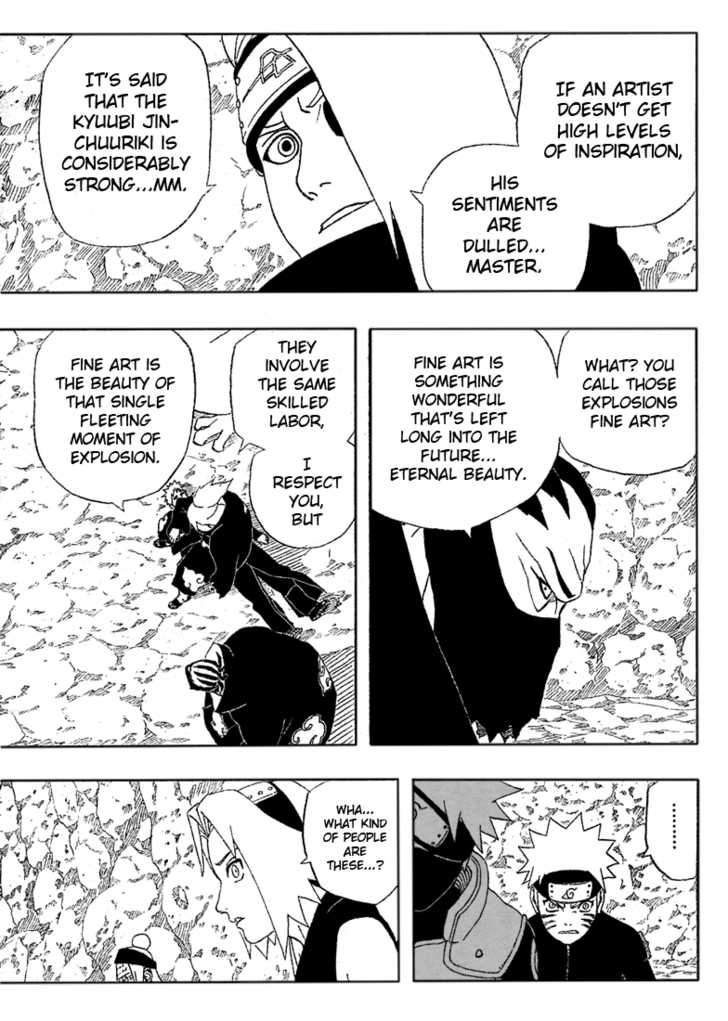 IF AN ARTIST
DOESN'T GET
HIGH LEVELS
OF INSPIRATION,
HIS
SENTIMENTS
ARE
DULLED...
MASTER.
IT'S SAID
THAT THE
KYUUBI JIN-
CHUURIKI IS
CONSIDERABLY
STRONG...MM.
WHAT? YOU
CALL THOSE
EXPLOSIONS
FINE ART?
FINE ART IS
SOMETHING
WONDERFUL
THAT'S LEFT
LONG INTO THE
FUTURE...
ETERNAL BEAUTY.
THEY
INVOLVE
THE SAME
SKILLED
LABOR,
I
RESPECT
YOU,
BUT
FINE ART IS
THE BEAUTY OF
THAT SINGLE
FLEETING
MOMENT OF
EXPLOSION.
.........
WHA...
WHAT KIND
OF PEOPLE
ARE
THESE...?